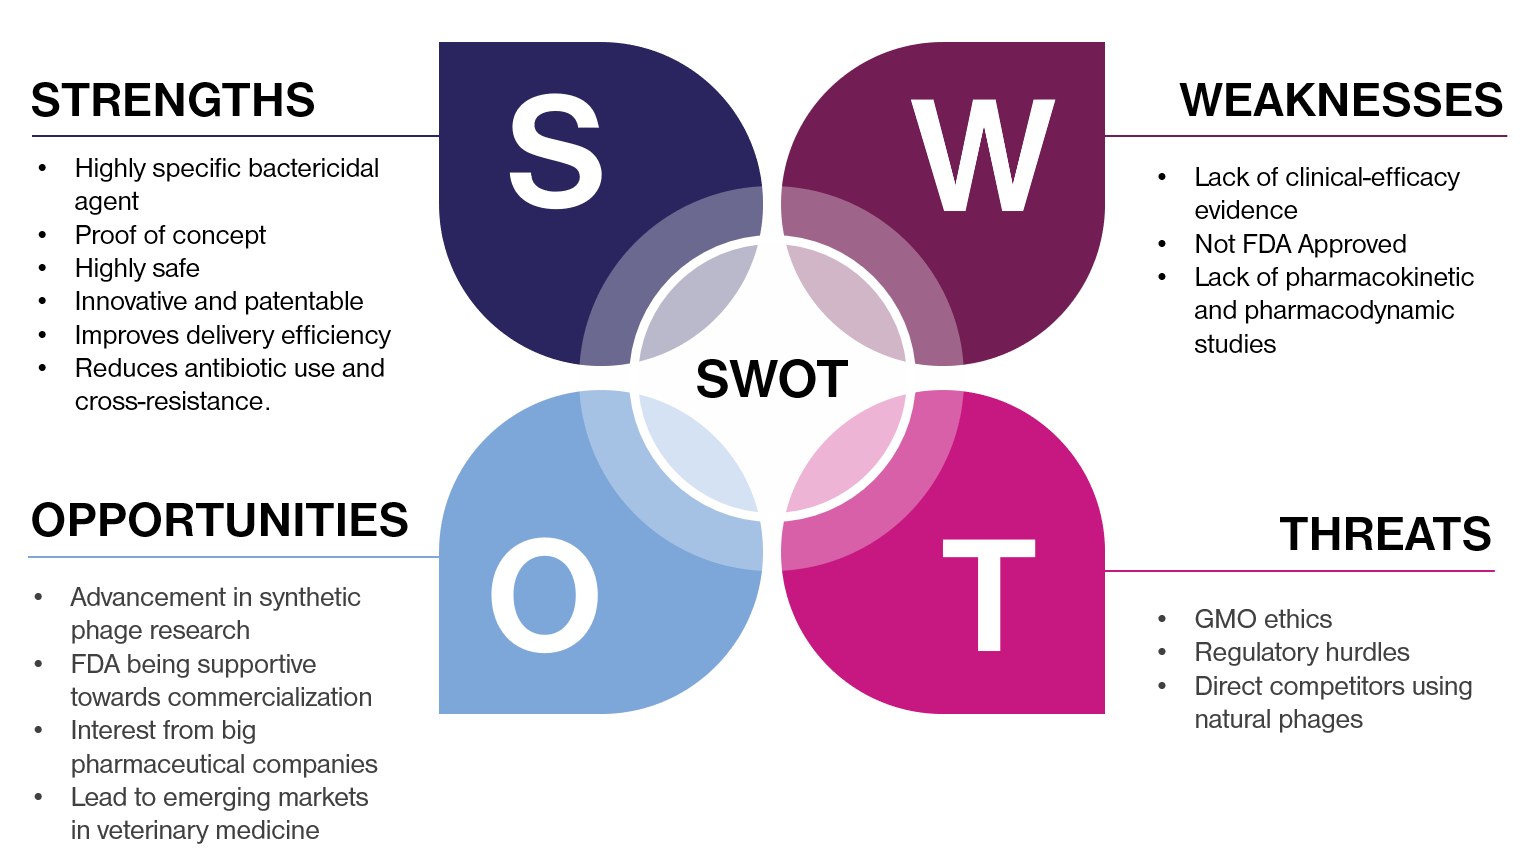 STRENGTHS
• Highly specific bactericidal
agent
• Proof of concept
• Highly safe
• Innovative and patentable
• Improves delivery efficiency
• Reduces antibiotic use and
cross-resistance.
S
W
WEAKNESSES
• Lack of clinical-efficacy
evidence
• Not FDA Approved
• Lack of pharmacokinetic
and pharmacodynamic
studies
SWOT
OPPORTUNITIES
• Advancement in synthetic
phage research
• FDA being supportive
towards commercialization
• Interest from big
pharmaceutical companies
• Lead to emerging markets
in veterinary medicine
O
T
THREATS
• GMO ethics
• Regulatory hurdles
• Direct competitors using
natural phages